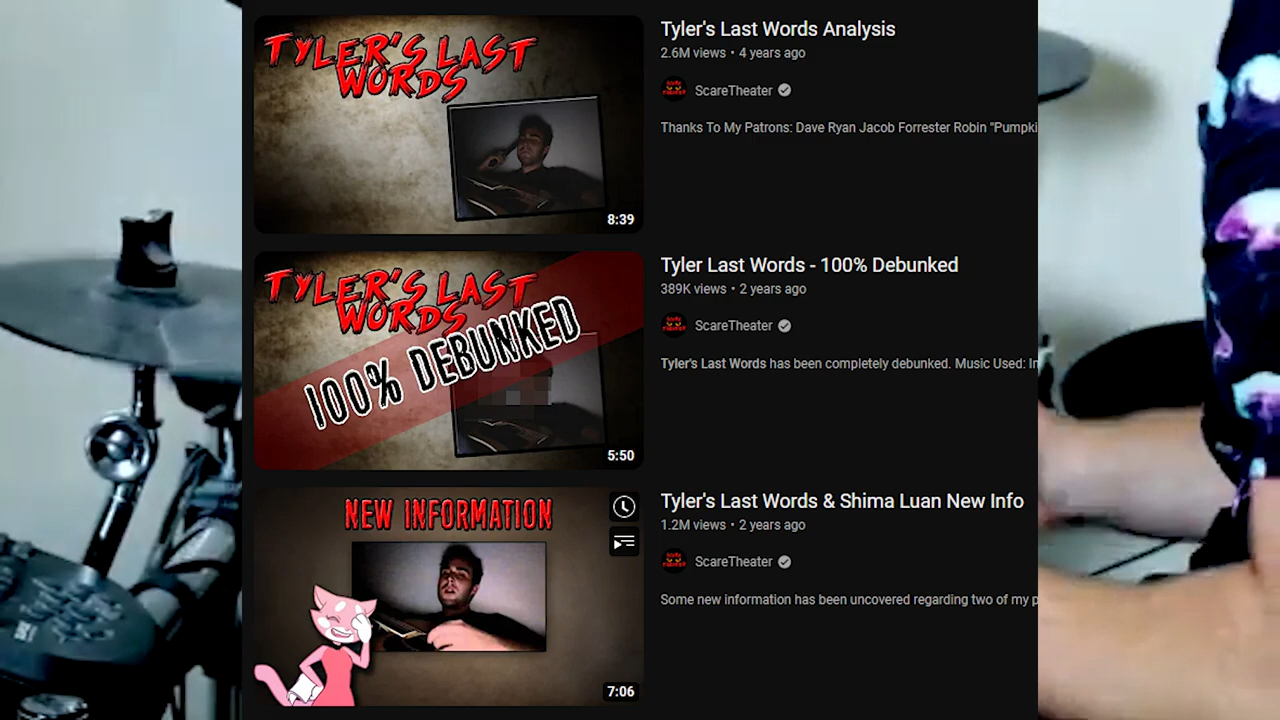 TYLER'S LAST
WORDS
8:39
Tyler's Last Words Analysis
2.6M views • 4 years ago
ScareTheater
Thanks To My Patrons: Dave Ryan Jacob Forrester Robin "Pumpki
TYLER'S LAST
WORDS
100% DEBUNKED
5:50
Tyler Last Words - 100% Debunked
389K views • 2 years ago
ScareTheater
Tyler's Last Words has been completely debunked. Music Used: In
NEW INFORMATION
7:06
Tyler's Last Words & Shima Luan New Info
1.2M views • 2 years ago
ScareTheater
Some new information has been uncovered regarding two of my p